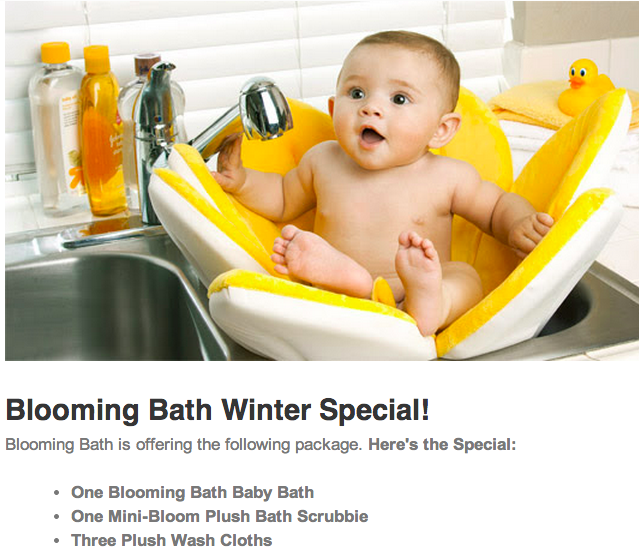 Blooming Bath Winter Special!
Blooming Bath is offering the following package. Here's the Special:
• One Blooming Bath Baby Bath
• One Mini-Bloom Plush Bath Scrubbie
• Three Plush Wash Cloths